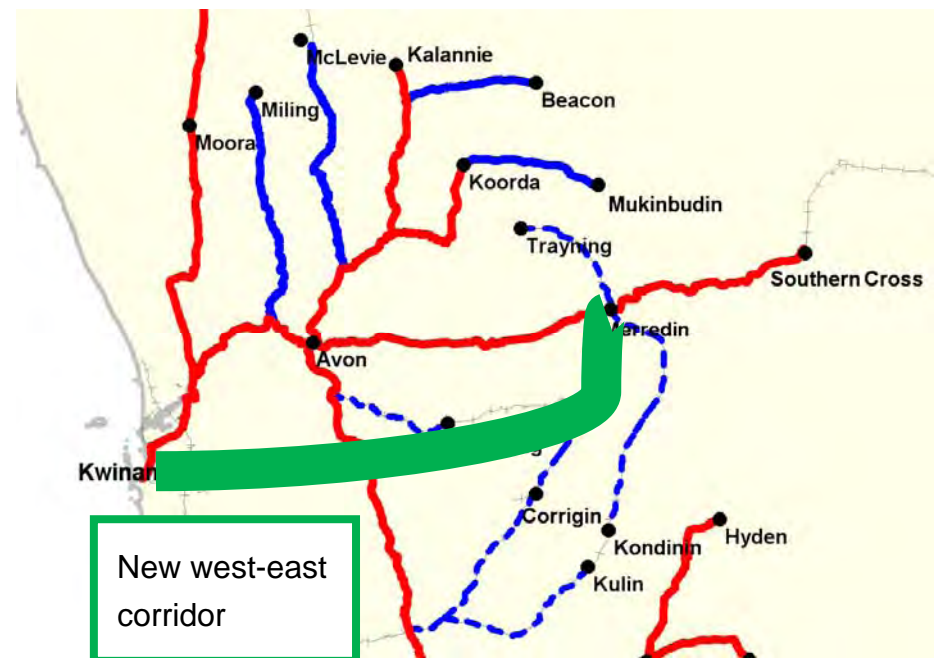 McLevie
Kalannie
Miling
Beacon
Moora
Koorda
Mukinbudin
Trayning
Southern Cross
Avon
Corrigin
Hyden
Kondinin
Kulin
New west-east
corridor